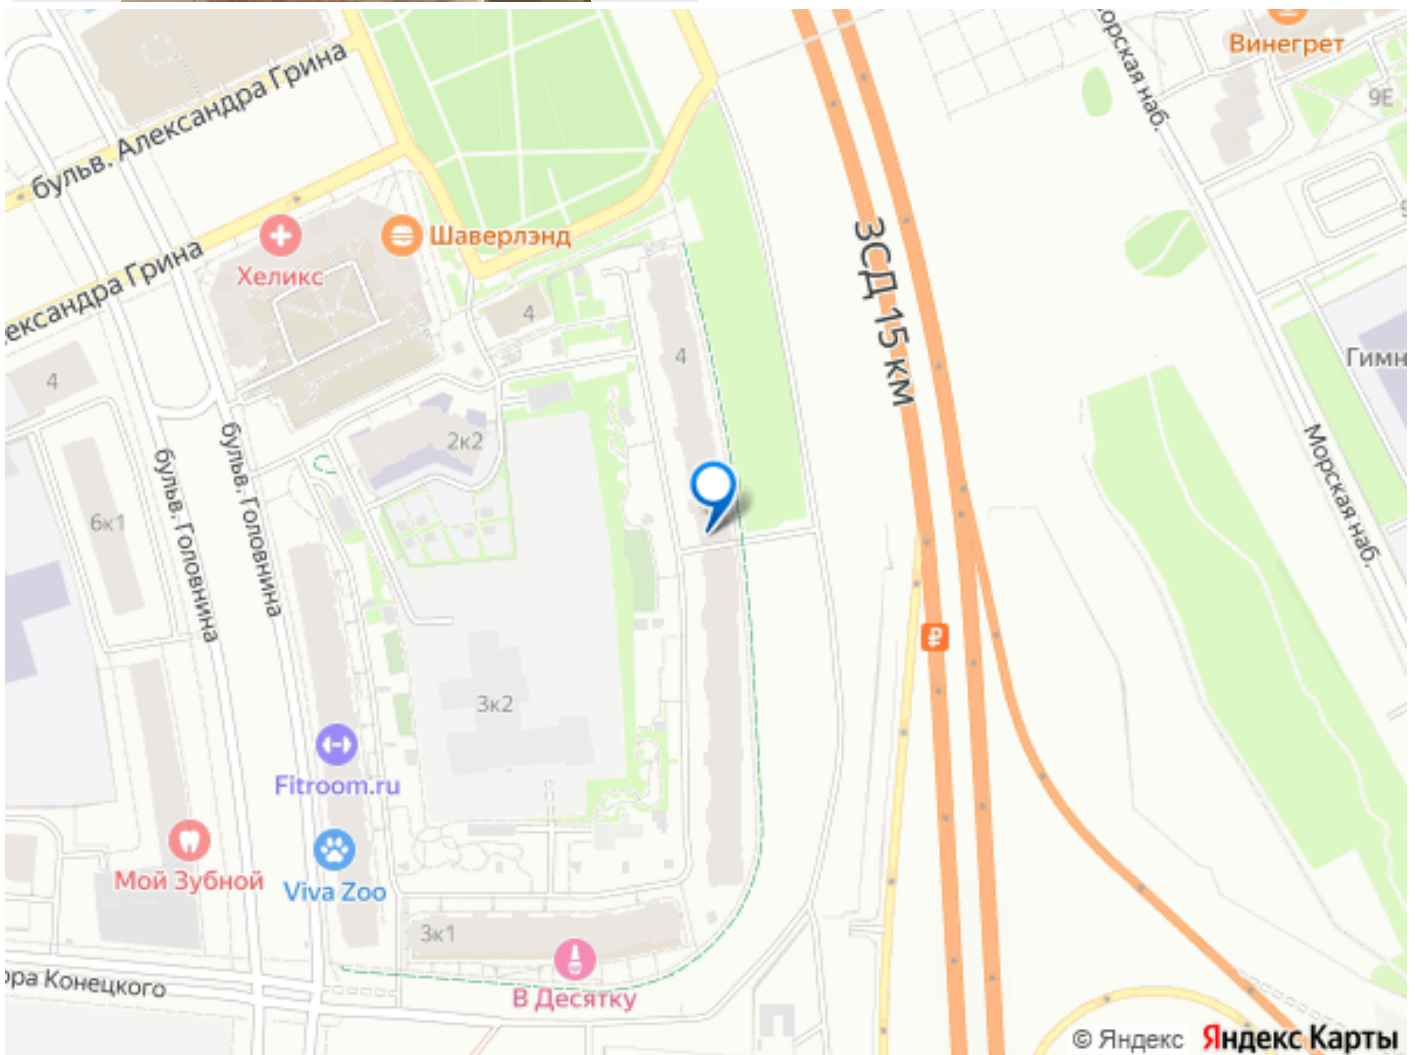 Винегрет
орская наб.
9Е
бульв. Александра Грина
Шаверлэнд
Хеликс
ександра Грина
ЗСД 15 км
4
4
4
Гимн
2к2
бульв. Головнина
бульв. Головнина
Морская наб.
6к1
₽
3к2
Fitroom.ru
Мой Зубной
Viva Zoo
3к1
ора Конецкого
В Десятку
© Яндекс Яндекс Карты